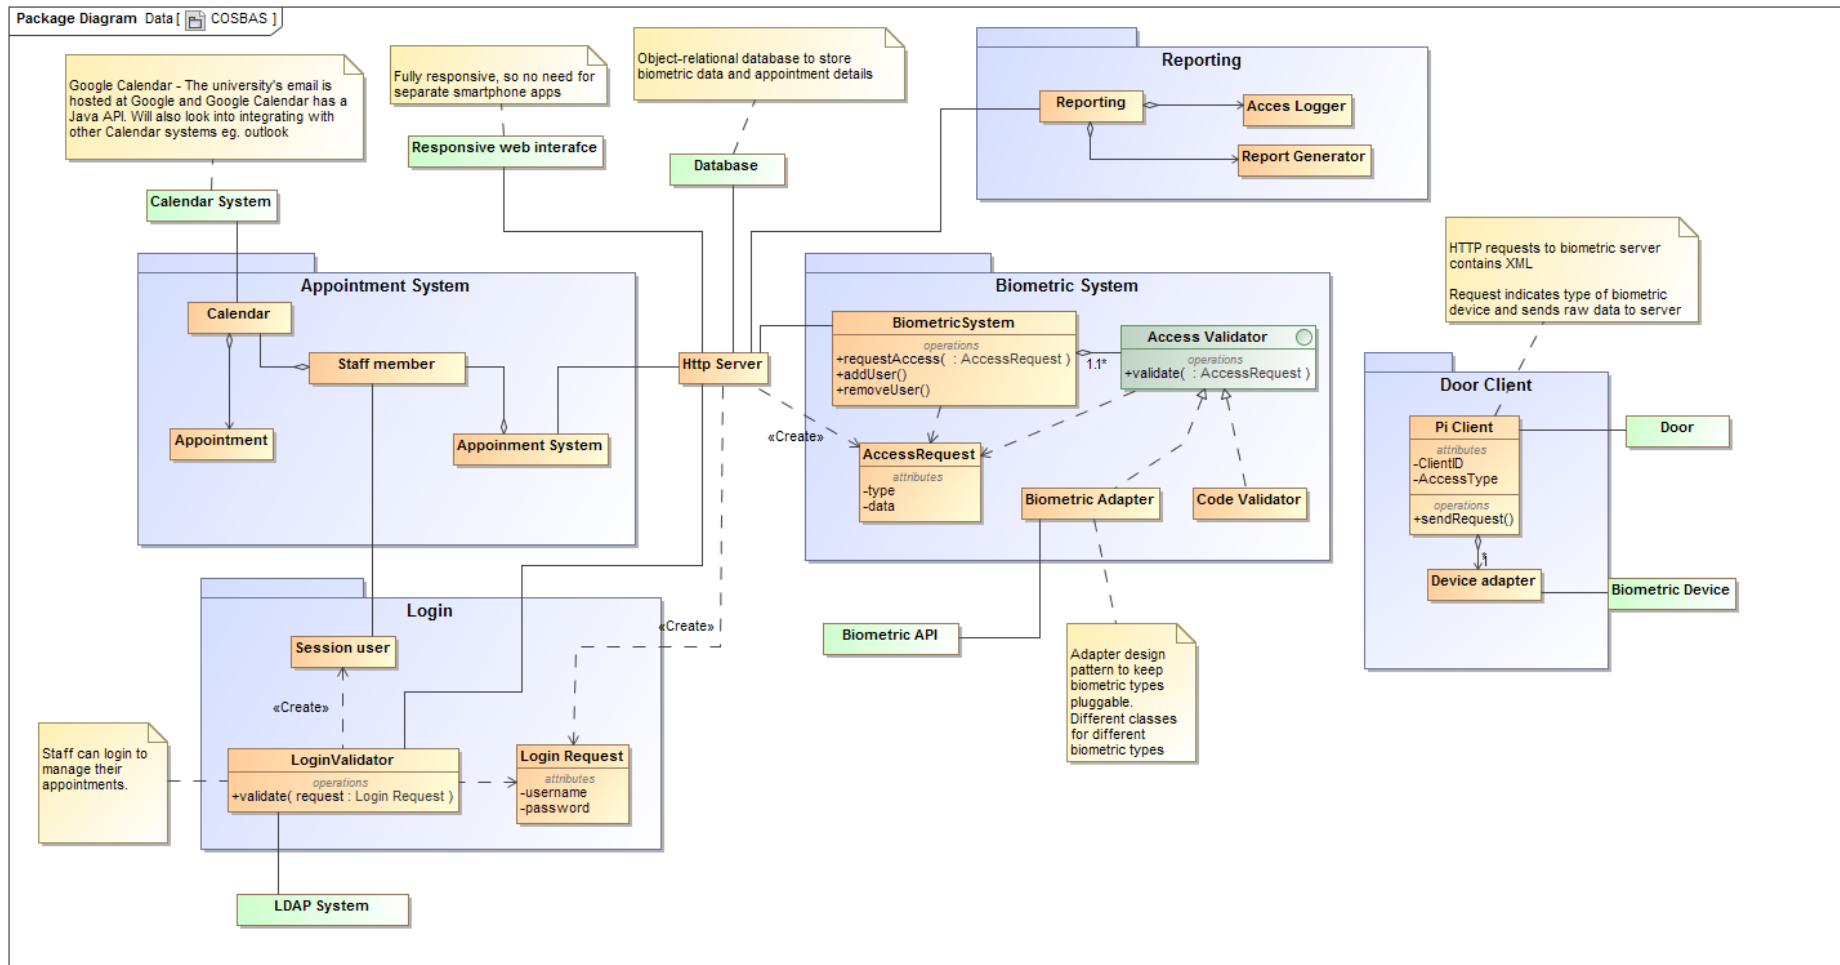 Package Diagram Data [ COSBAS ]
Google Calendar - The university's email is
hosted at Google and Google Calendar has a
Java API. Will also look into integrating with
other Calendar systems eg. outlook
Fully responsive, so no need for
separate smartphone apps
Object-relational database to store
biometric data and appointment details
Reporting
Reporting
Acces Logger
Report Generator
Responsive web interafce
Database
Calendar System
HTTP requests to biometric server
contains XML
Request indicates type of biometric
device and sends raw data to server
Appointment System
Calendar
Staff member
Appointment
Appoinment System
Http Server
«Create»
«Create»
Biometric System
BiometricSystem
operations
+requestAccess( : AccessRequest )
+addUser()
+removeUser()
1.1*
Access Validator
operations
+validate( : AccessRequest )
AccessRequest
attributes
-type
-data
Biometric Adapter
Code Validator
Biometric API
Adapter design
pattern to keep
biometric types
pluggable.
Different classes
for different
biometric types
Door Client
Pi Client
attributes
-ClientID
-AccessType
operations
+sendRequest()
*
1
Device adapter
Door
Biometric Device
Login
Session user
«Create»
LoginValidator
operations
+validate( request : Login Request )
Login Request
attributes
-username
-password
Staff can login to
manage their
appointments.
LDAP System